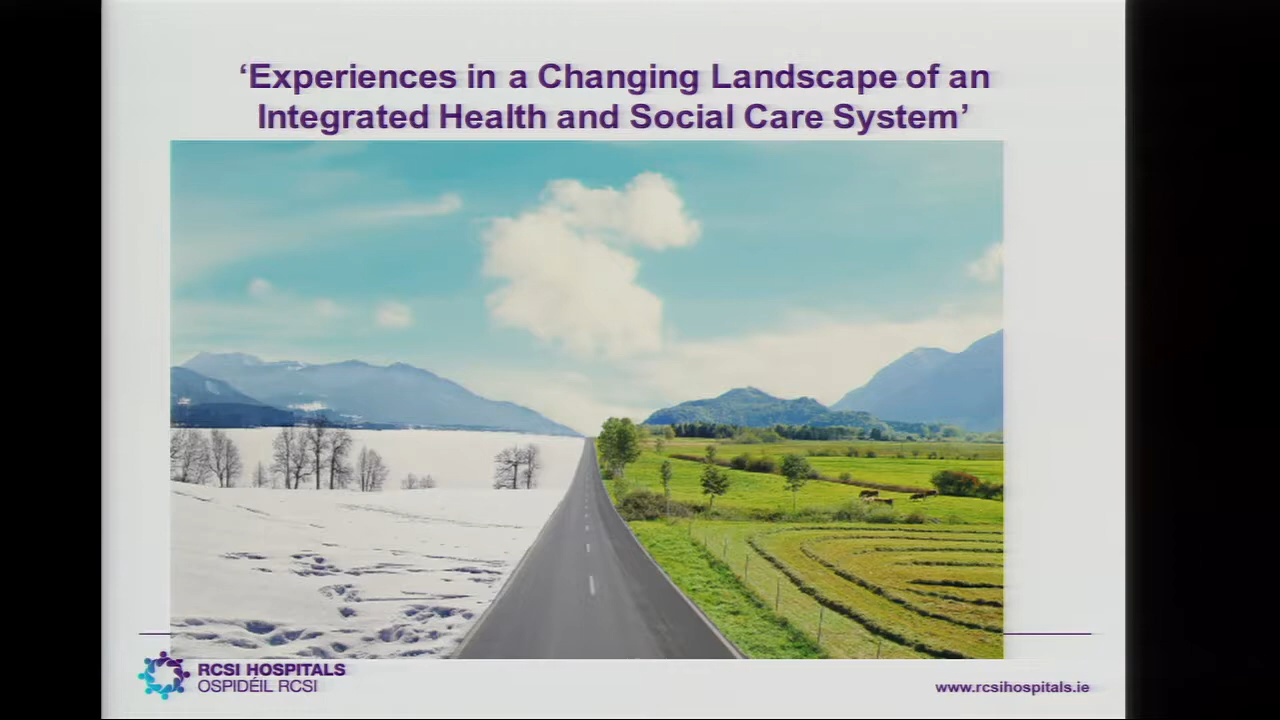 ‘Experiences in a Changing Landscape of an
Integrated Health and Social Care System’
RCSI HOSPITALS
OSPIDÉIL RCSI
www.rcsihospitals.ie